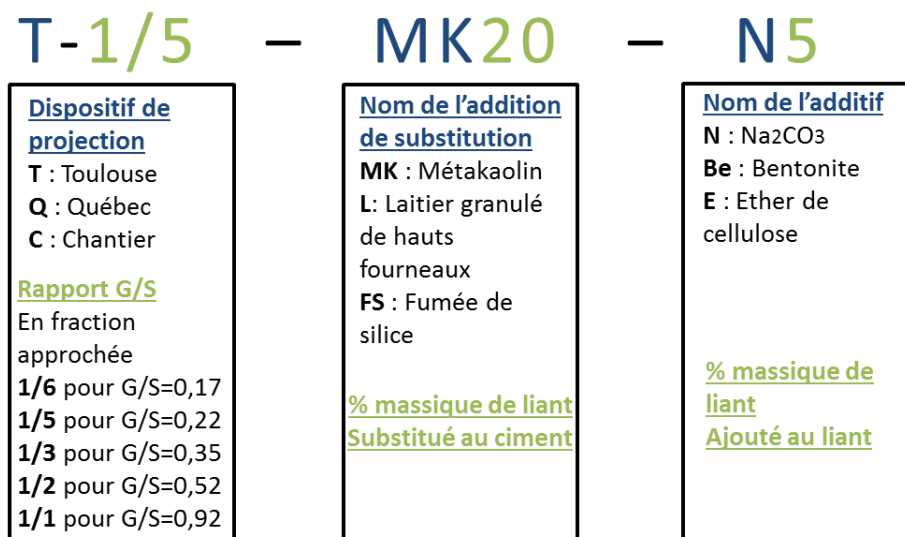 T-1/5 – MK20 – N5
Dispositif de
projection
T : Toulouse
Q : Québec
C : Chantier
Rapport G/S
En fraction
approchée
1/6 pour G/S=0,17
1/5 pour G/S=0,22
1/3 pour G/S=0,35
1/2 pour G/S=0,52
1/1 pour G/S=0,92
Nom de l'addition
de substitution
MK : Métakaolin
L: Laitier granulé
de hauts
fourneaux
FS : Fumée de
silice
% massique de liant
Substitué au ciment
Nom de l'additif
N : Na2CO3
Be : Bentonite
E : Ether de
cellulose
% massique de
liant
Ajouté au liant